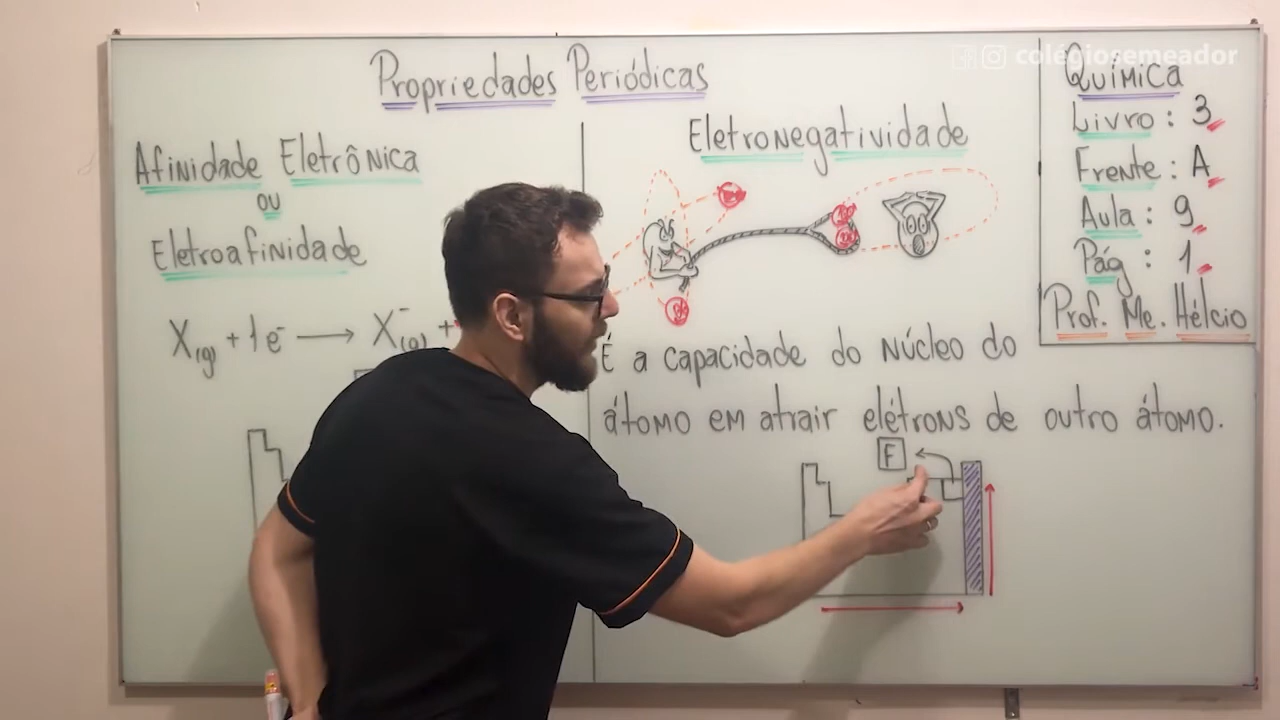 Propriedades Periódicas
Afinidade Eletrônica
ou
Eletroafinidade
X(g) + 1e⁻ → X⁻(g) +
Eletronegatividade
É a capacidade do núcleo do
átomo em atrair elétrons de outro átomo.
F
colégiosemeador
Química
Livro: 3
Frente: A
Aula: 9
Pág: 1
Prof. Me. Hélcio